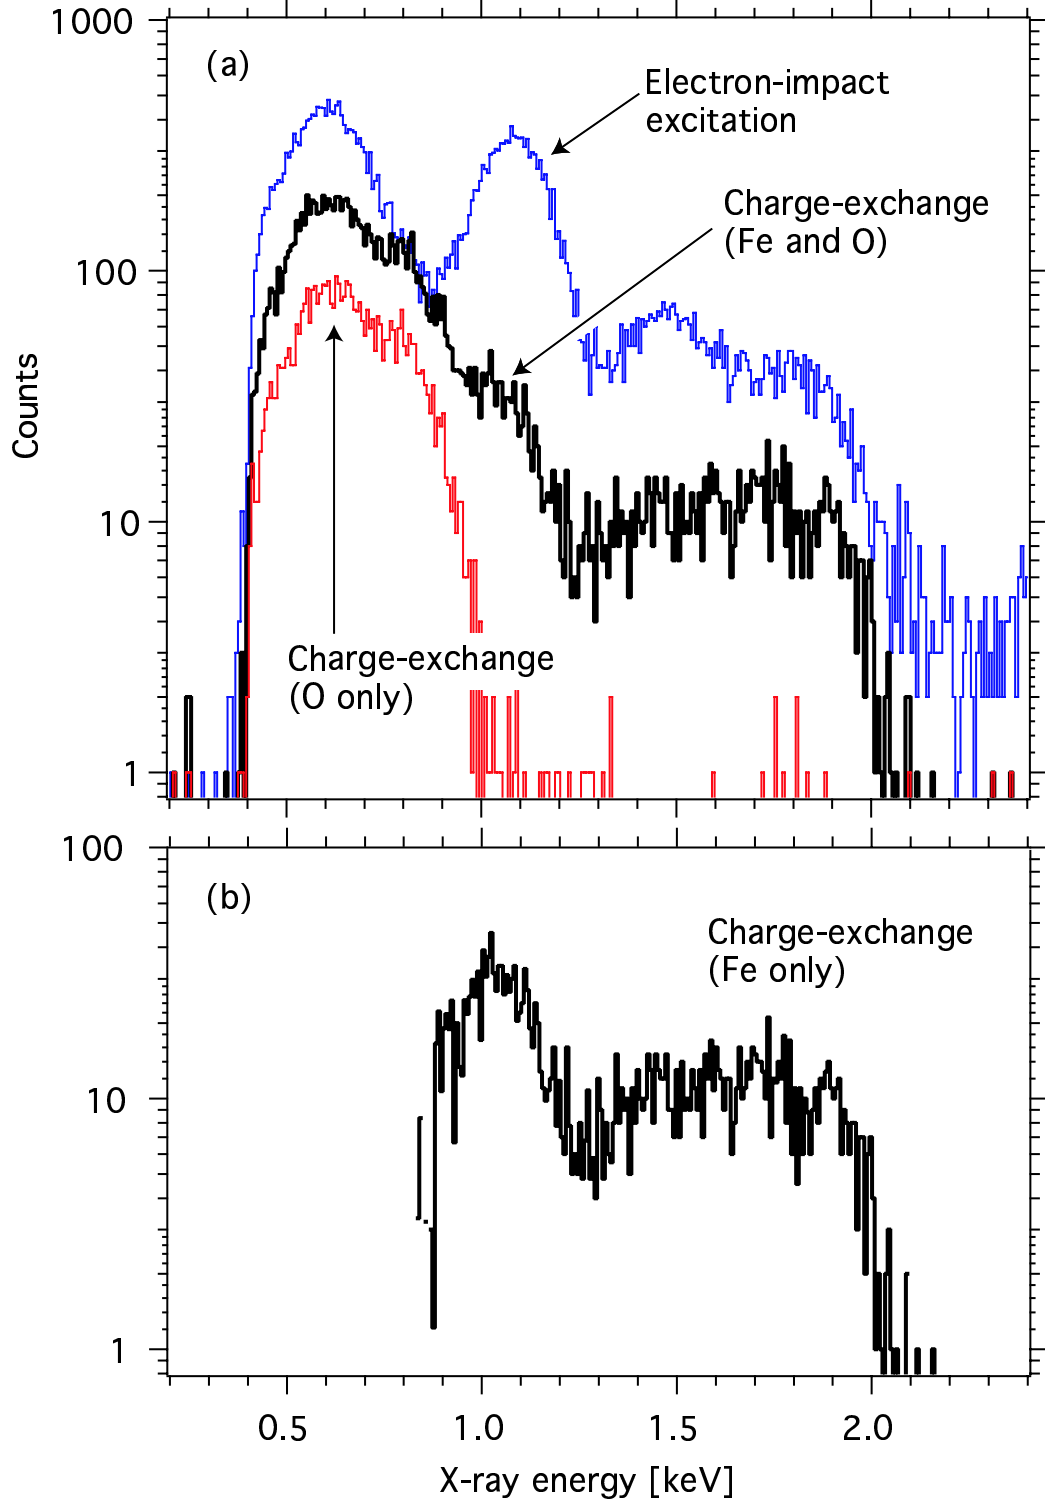 1000
(a)
Electron-impact
excitation
Charge-exchange
(Fe and O)
100
Counts
10
Charge-exchange
(O only)
1
100
(b)
Charge-exchange
(Fe only)
10
1
0.5
1.0
1.5
2.0
X-ray energy [keV]